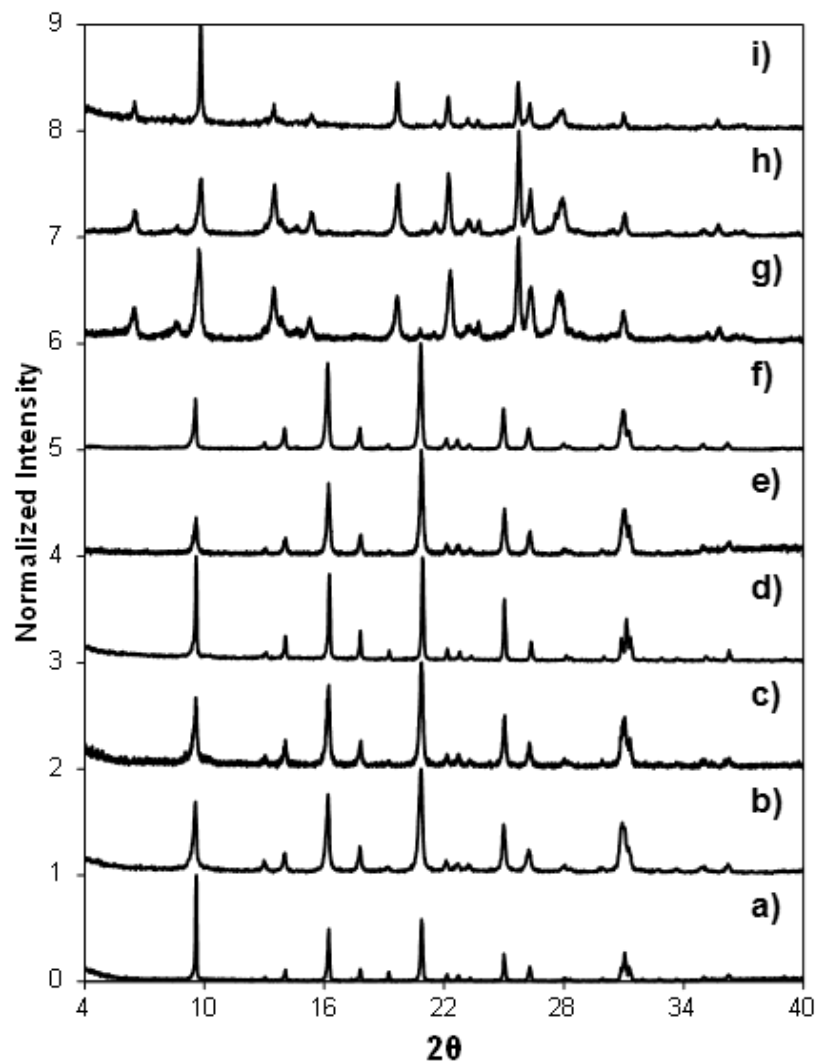 9
i)
8
h)
7
g)
6
f)
5
e)
4
d)
3
c)
2
b)
1
a)
0
4 10 16 22 28 34 40
Normalized Intensity
2θ